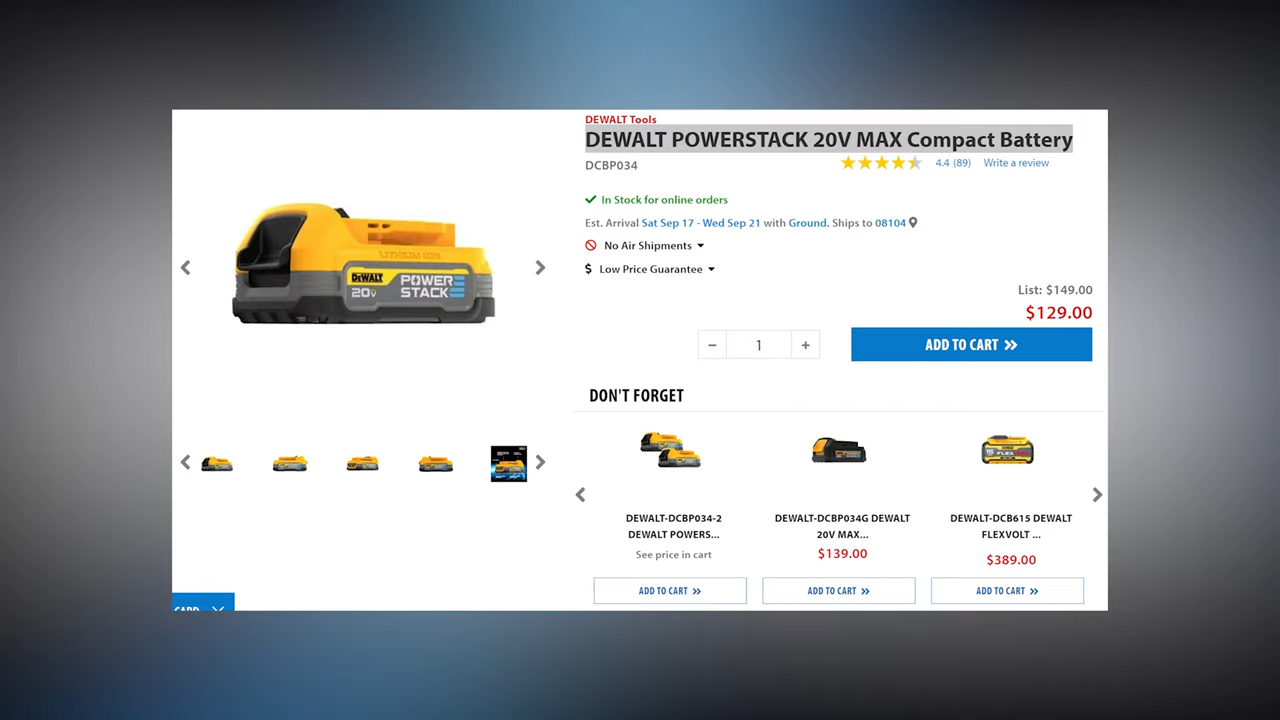 DEWALT Tools
DEWALT POWERSTACK 20V MAX Compact Battery
DCBP034
4.4 (89) Write a review
In Stock for online orders
Est. Arrival Sat Sep 17 - Wed Sep 21 with Ground. Ships to 08104
No Air Shipments
$ Low Price Guarantee
List: $149.00
$129.00
− 1 +
ADD TO CART
LITHIUM ION
DEWALT
20V
POWER
STACK
DON'T FORGET
DEWALT-DCBP034-2
DEWALT POWERS...
See price in cart
ADD TO CART
DEWALT-DCBP034G DEWALT
20V MAX...
$139.00
ADD TO CART
DEWALT-DCB615 DEWALT
FLEXVOLT ...
$389.00
ADD TO CART